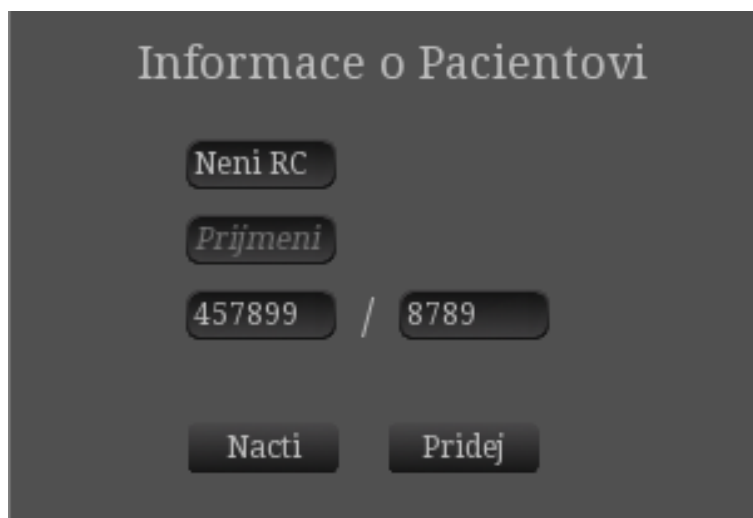 Informace o Pacientovi
Neni RC
Prijmeni
457899 / 8789
Nacti Pridej